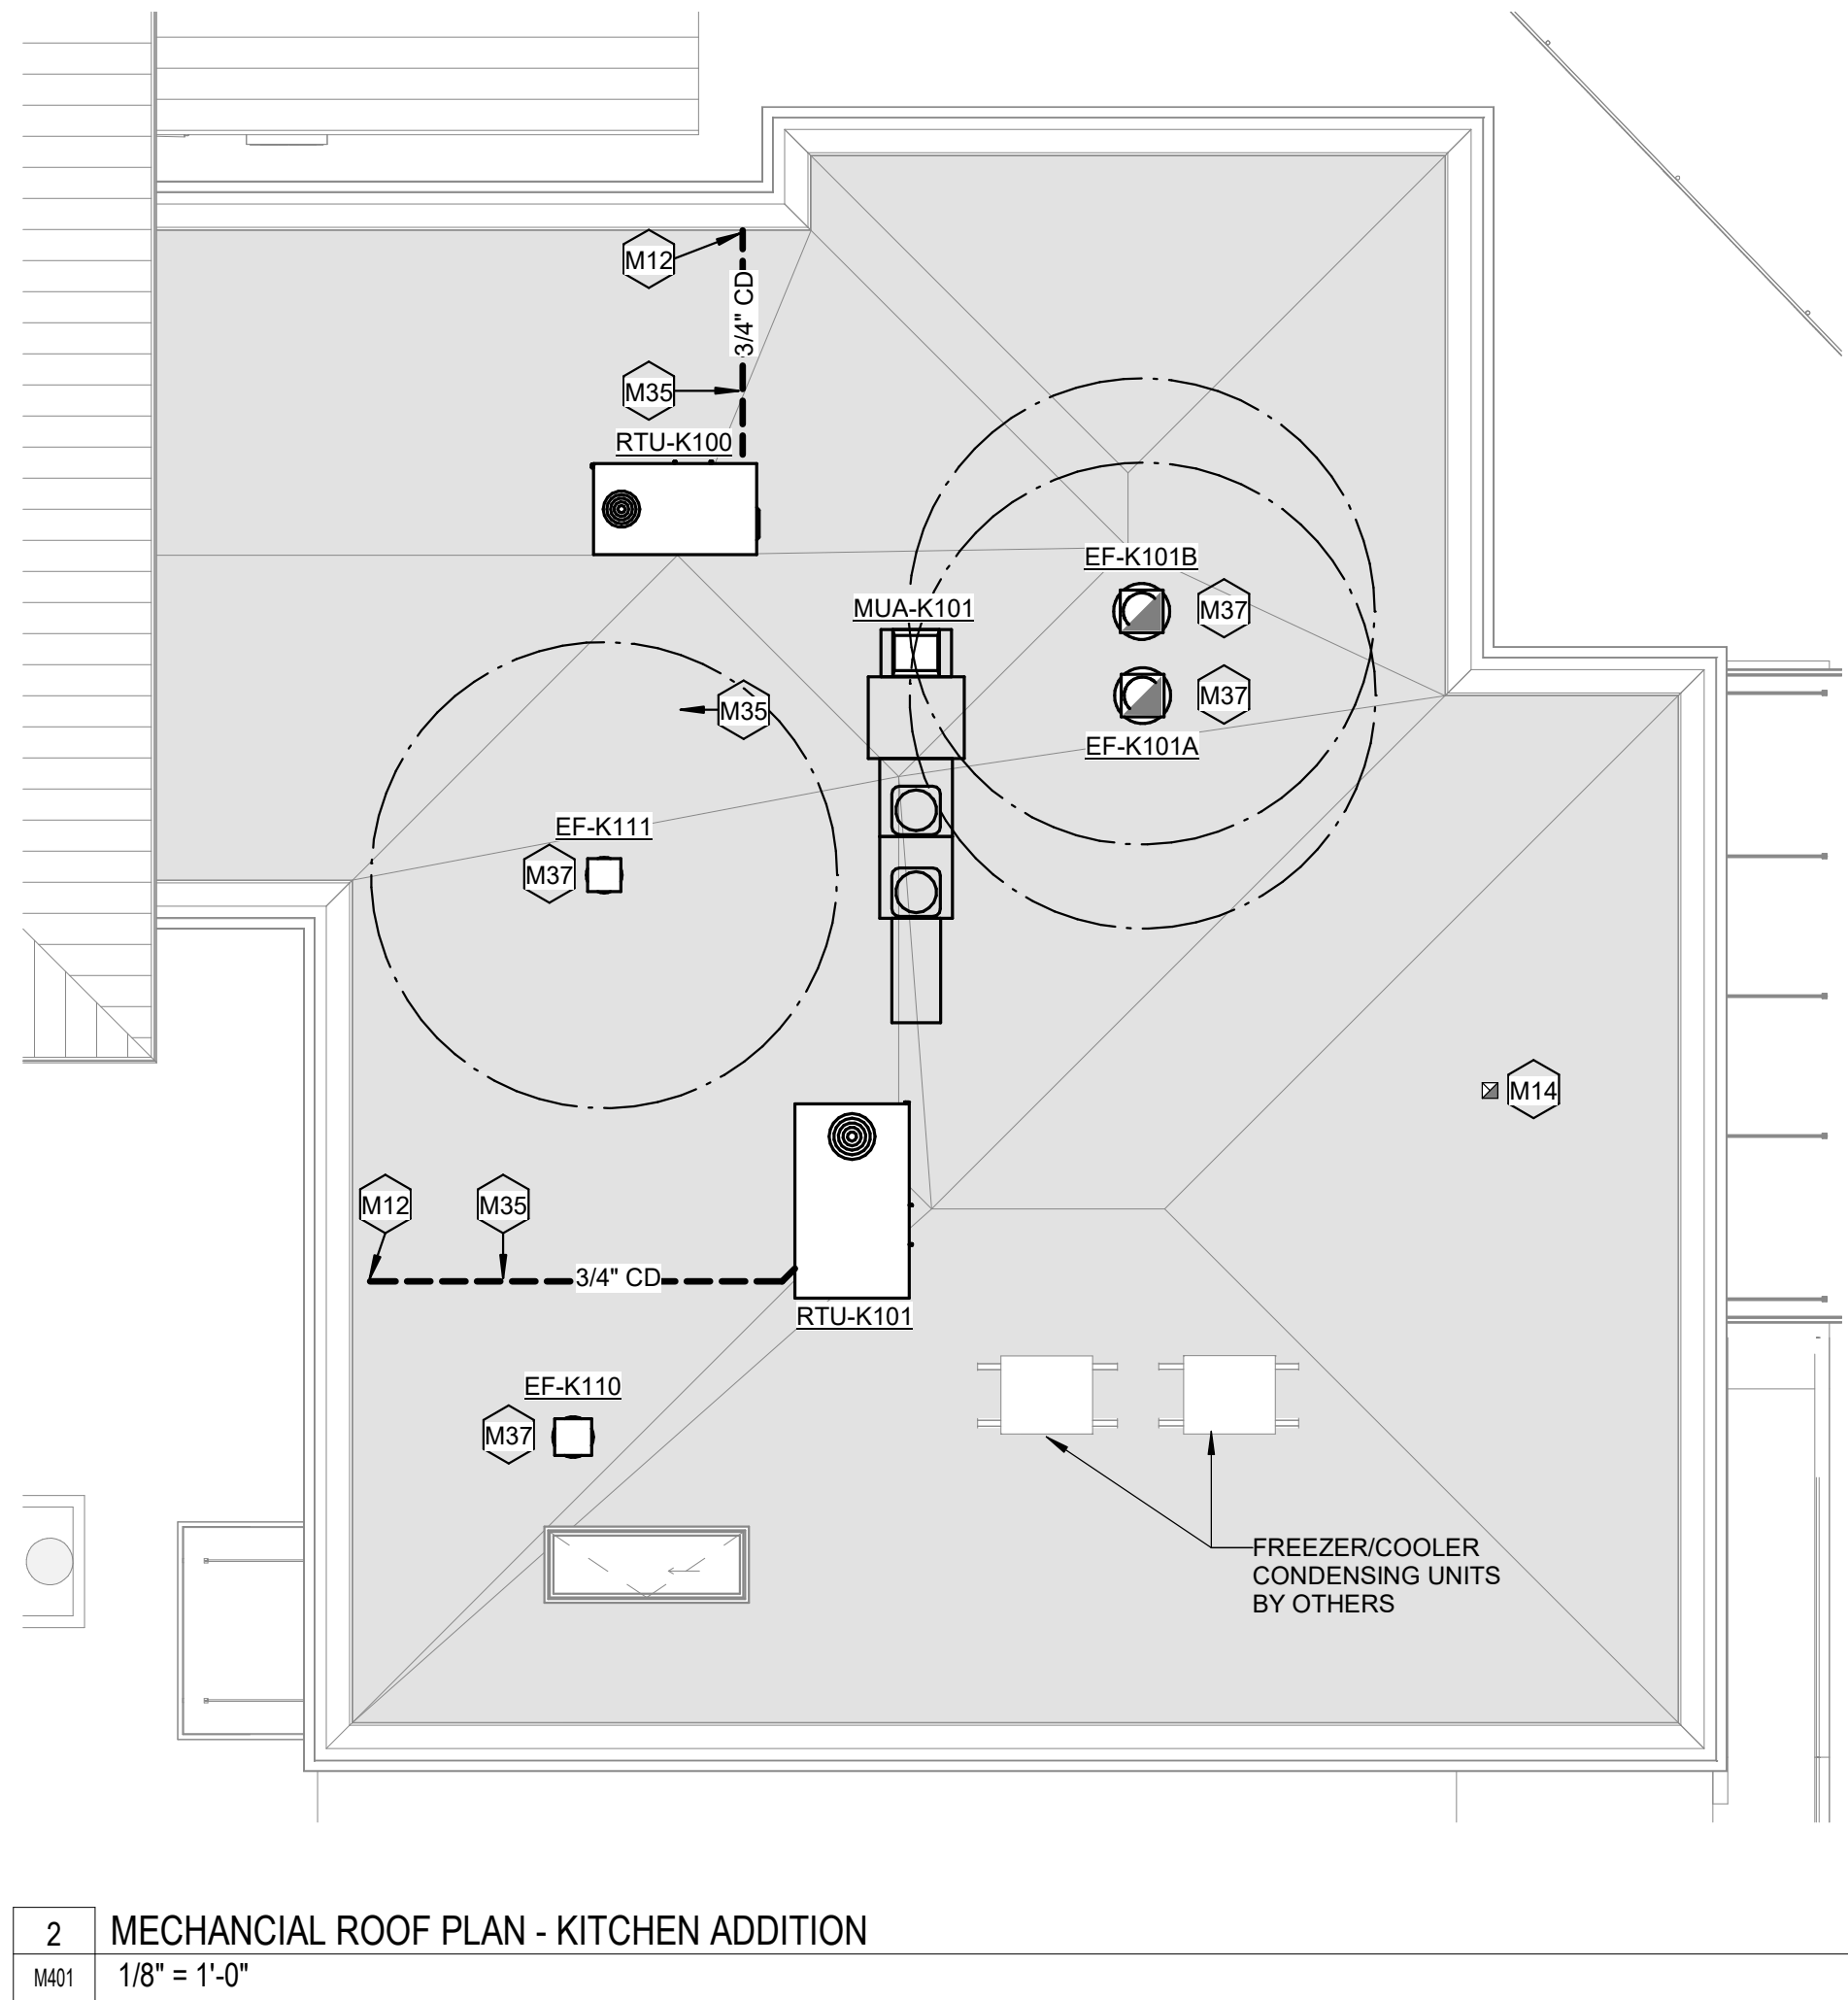 M12
3/4" CD
M35
RTU-K100
EF-K101B
M37
MUA-K101
M37
M35
EF-K101A
EF-K111
M37
M14
M12
M35
3/4" CD
RTU-K101
EF-K110
M37
FREEZER/COOLER
CONDENSING UNITS
BY OTHERS
2
MECHANCIAL ROOF PLAN - KITCHEN ADDITION
M401
1/8" = 1'-0"